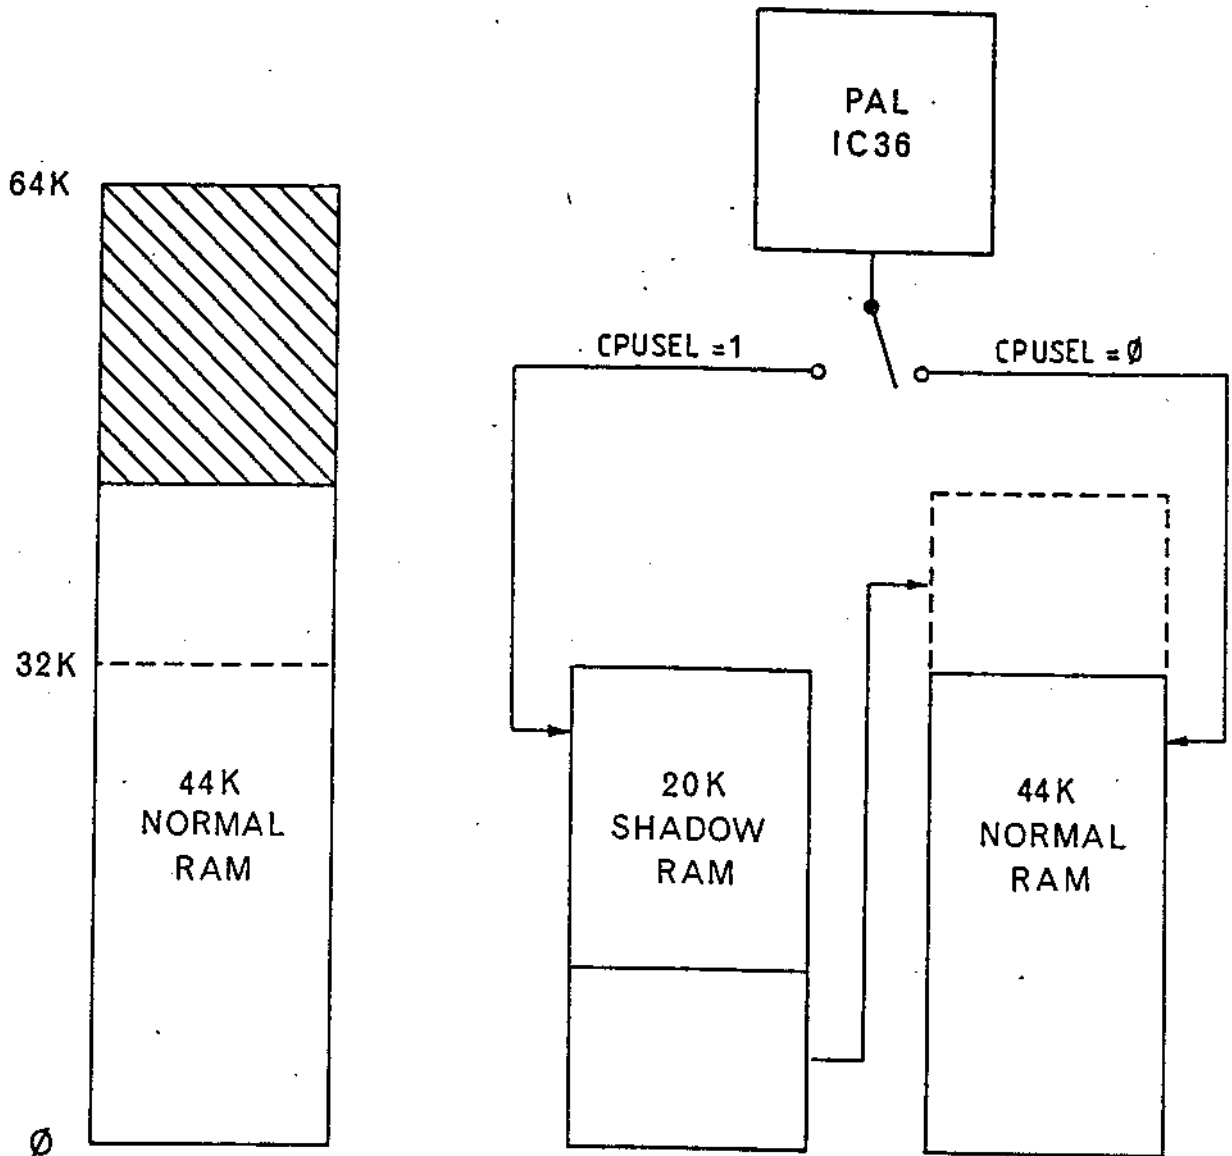 PAL
IC36
64K
CPUSEL =1
CPUSEL =Ø
32K
44K
NORMAL
RAM
20K
SHADOW
RAM
44K
NORMAL
RAM
Ø